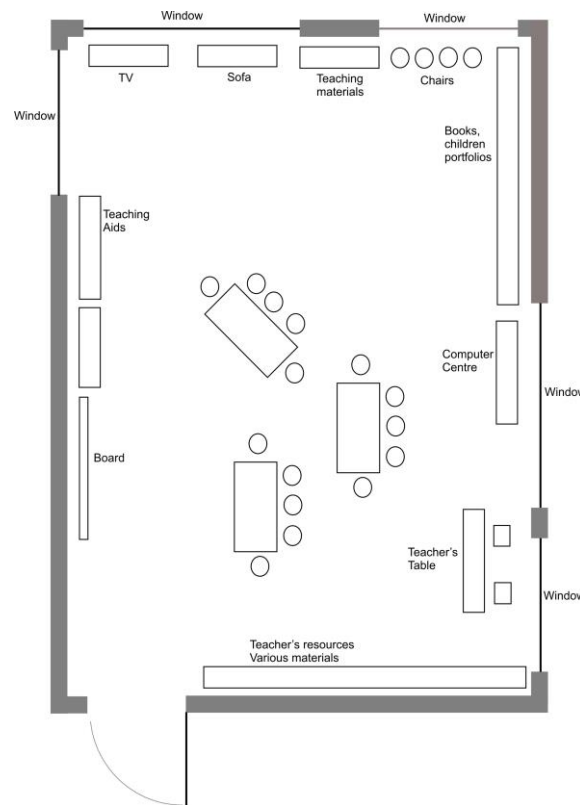 Window
Window
TV
Sofa
Teaching
materials
Chairs
Window
Books,
children
portfolios
Teaching
Aids
Computer
Centre
Window
Board
Teacher's
Table
Window
Teacher's resources
Various materials